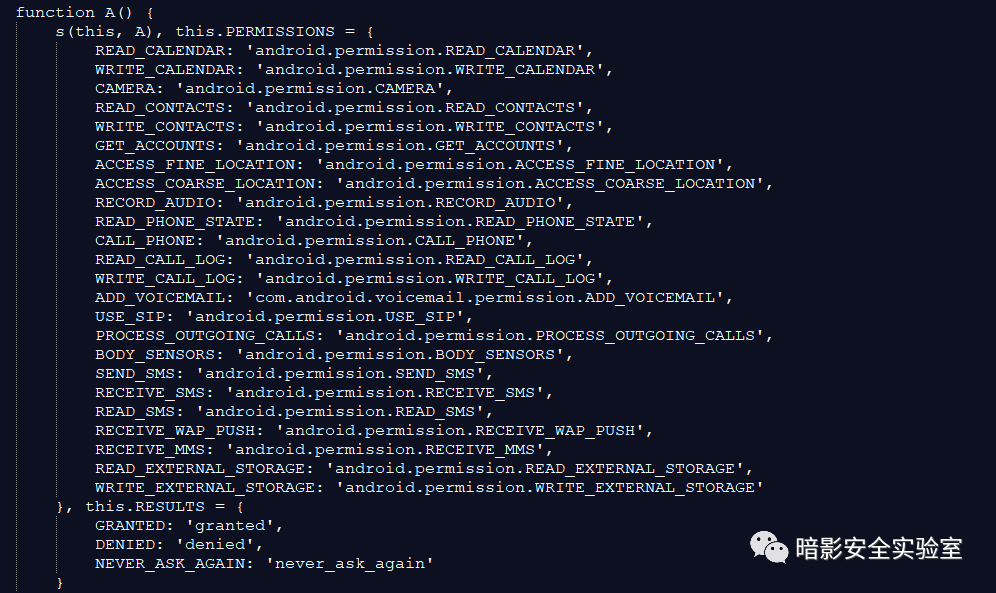 function A() {
    s(this, A), this.PERMISSIONS = {
        READ_CALENDAR: 'android.permission.READ_CALENDAR',
        WRITE_CALENDAR: 'android.permission.WRITE_CALENDAR',
        CAMERA: 'android.permission.CAMERA',
        READ_CONTACTS: 'android.permission.READ_CONTACTS',
        WRITE_CONTACTS: 'android.permission.WRITE_CONTACTS',
        GET_ACCOUNTS: 'android.permission.GET_ACCOUNTS',
        ACCESS_FINE_LOCATION: 'android.permission.ACCESS_FINE_LOCATION',
        ACCESS_COARSE_LOCATION: 'android.permission.ACCESS_COARSE_LOCATION',
        RECORD_AUDIO: 'android.permission.RECORD_AUDIO',
        READ_PHONE_STATE: 'android.permission.READ_PHONE_STATE',
        CALL_PHONE: 'android.permission.CALL_PHONE',
        READ_CALL_LOG: 'android.permission.READ_CALL_LOG',
        WRITE_CALL_LOG: 'android.permission.WRITE_CALL_LOG',
        ADD_VOICEMAIL: 'com.android.voicemail.permission.ADD_VOICEMAIL',
        USE_SIP: 'android.permission.USE_SIP',
        PROCESS_OUTGOING_CALLS: 'android.permission.PROCESS_OUTGOING_CALLS',
        BODY_SENSORS: 'android.permission.BODY_SENSORS',
        SEND_SMS: 'android.permission.SEND_SMS',
        RECEIVE_SMS: 'android.permission.RECEIVE_SMS',
        READ_SMS: 'android.permission.READ_SMS',
        RECEIVE_WAP_PUSH: 'android.permission.RECEIVE_WAP_PUSH',
        RECEIVE_MMS: 'android.permission.RECEIVE_MMS',
        READ_EXTERNAL_STORAGE: 'android.permission.READ_EXTERNAL_STORAGE',
        WRITE_EXTERNAL_STORAGE: 'android.permission.WRITE_EXTERNAL_STORAGE'
    }, this.RESULTS = {
        GRANTED: 'granted',
        DENIED: 'denied',
        NEVER_ASK_AGAIN: 'never_ask_again'
    }
暗影安全实验室